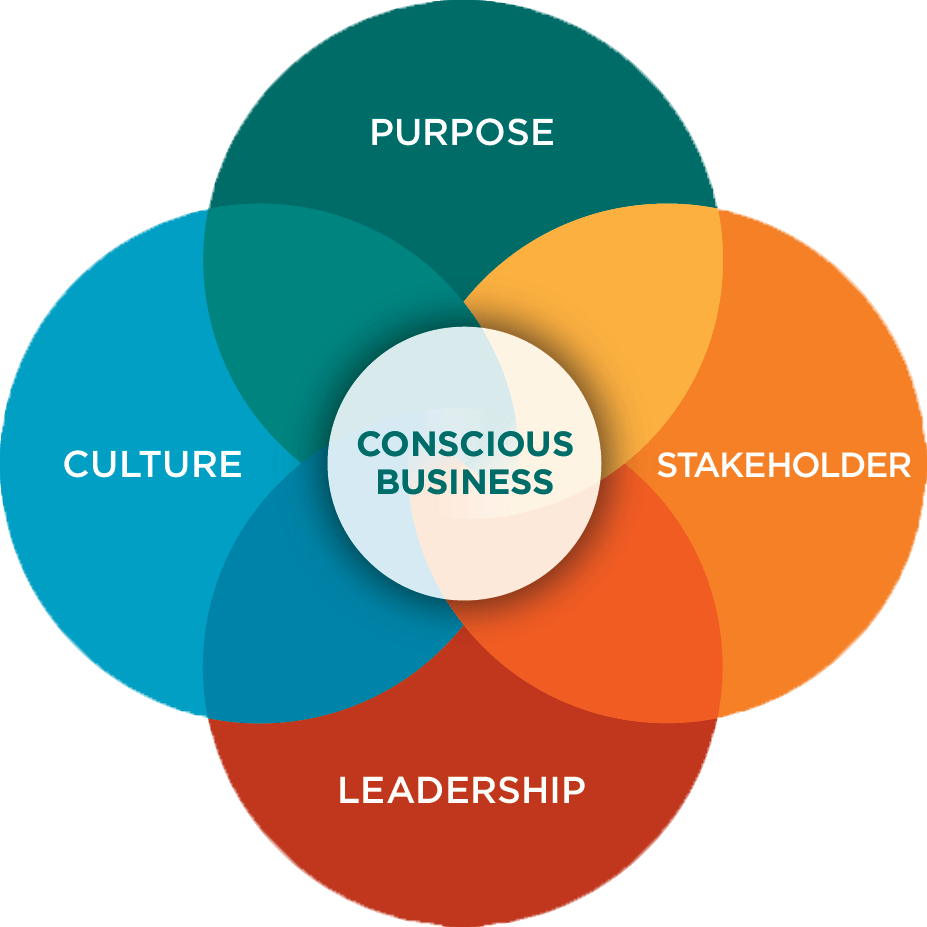 PURPOSE
CULTURE
CONSCIOUS
BUSINESS
STAKEHOLDER
LEADERSHIP